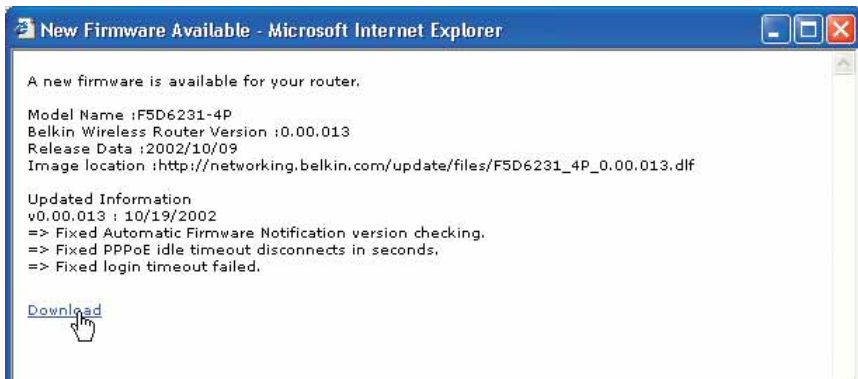 New Firmware Available - Microsoft Internet Explorer
A new firmware is available for your router.
Model Name :F5D6231-4P
Belkin Wireless Router Version :0.00.013
Release Data :2002/10/09
Image location :http://networking.belkin.com/update/files/F5D6231_4P_0.00.013.dlf
Updated Information
v0.00.013 : 10/19/2002
=> Fixed Automatic Firmware Notification version checking.
=> Fixed PPPoE idle timeout disconnects in seconds.
=> Fixed login timeout failed.
Download